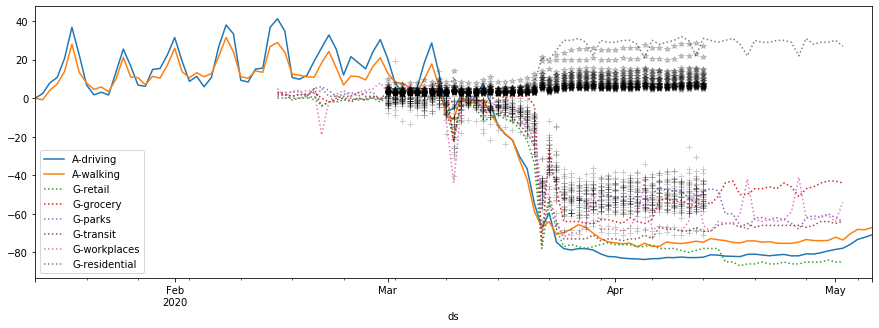 40
20
0
−20
−40
−60
−80
A-driving
A-walking
G-retail
G-grocery
G-parks
G-transit
G-workplaces
G-residential
Feb
2020
Mar
Apr
May
ds